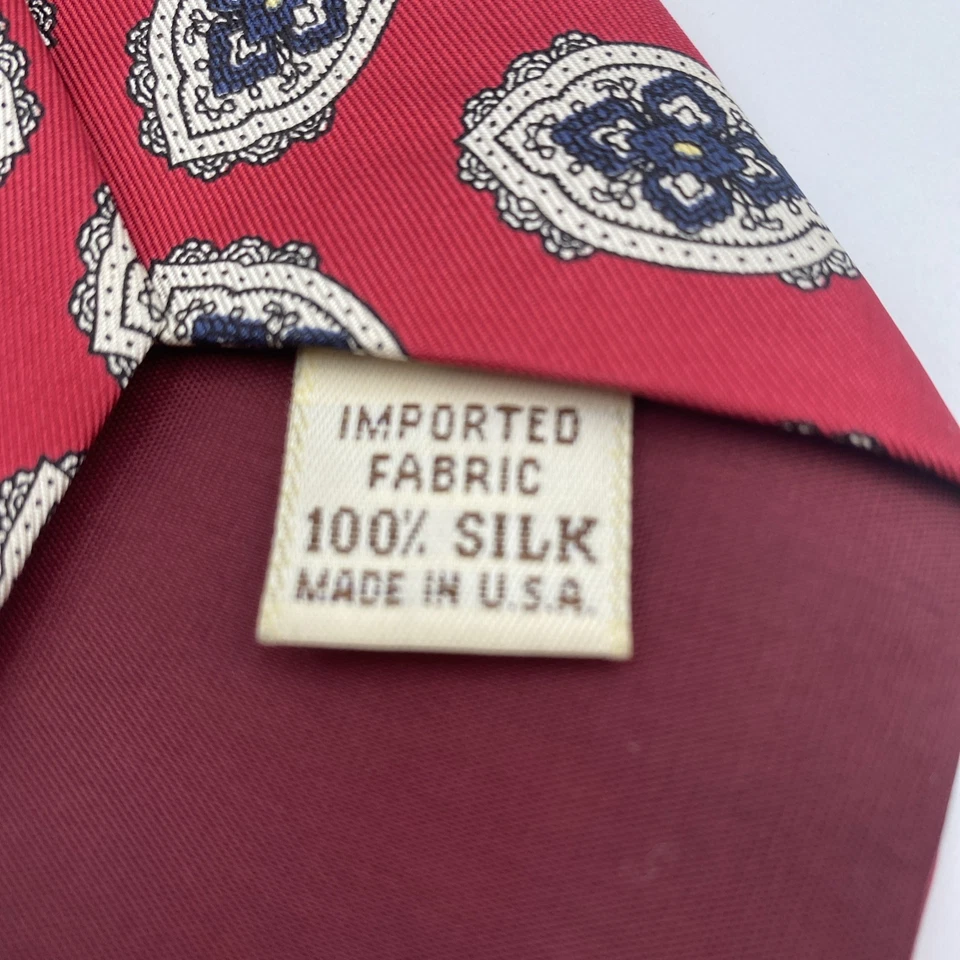 IMPORTED
FABRIC
100% SILK
MADE IN U.S.A.